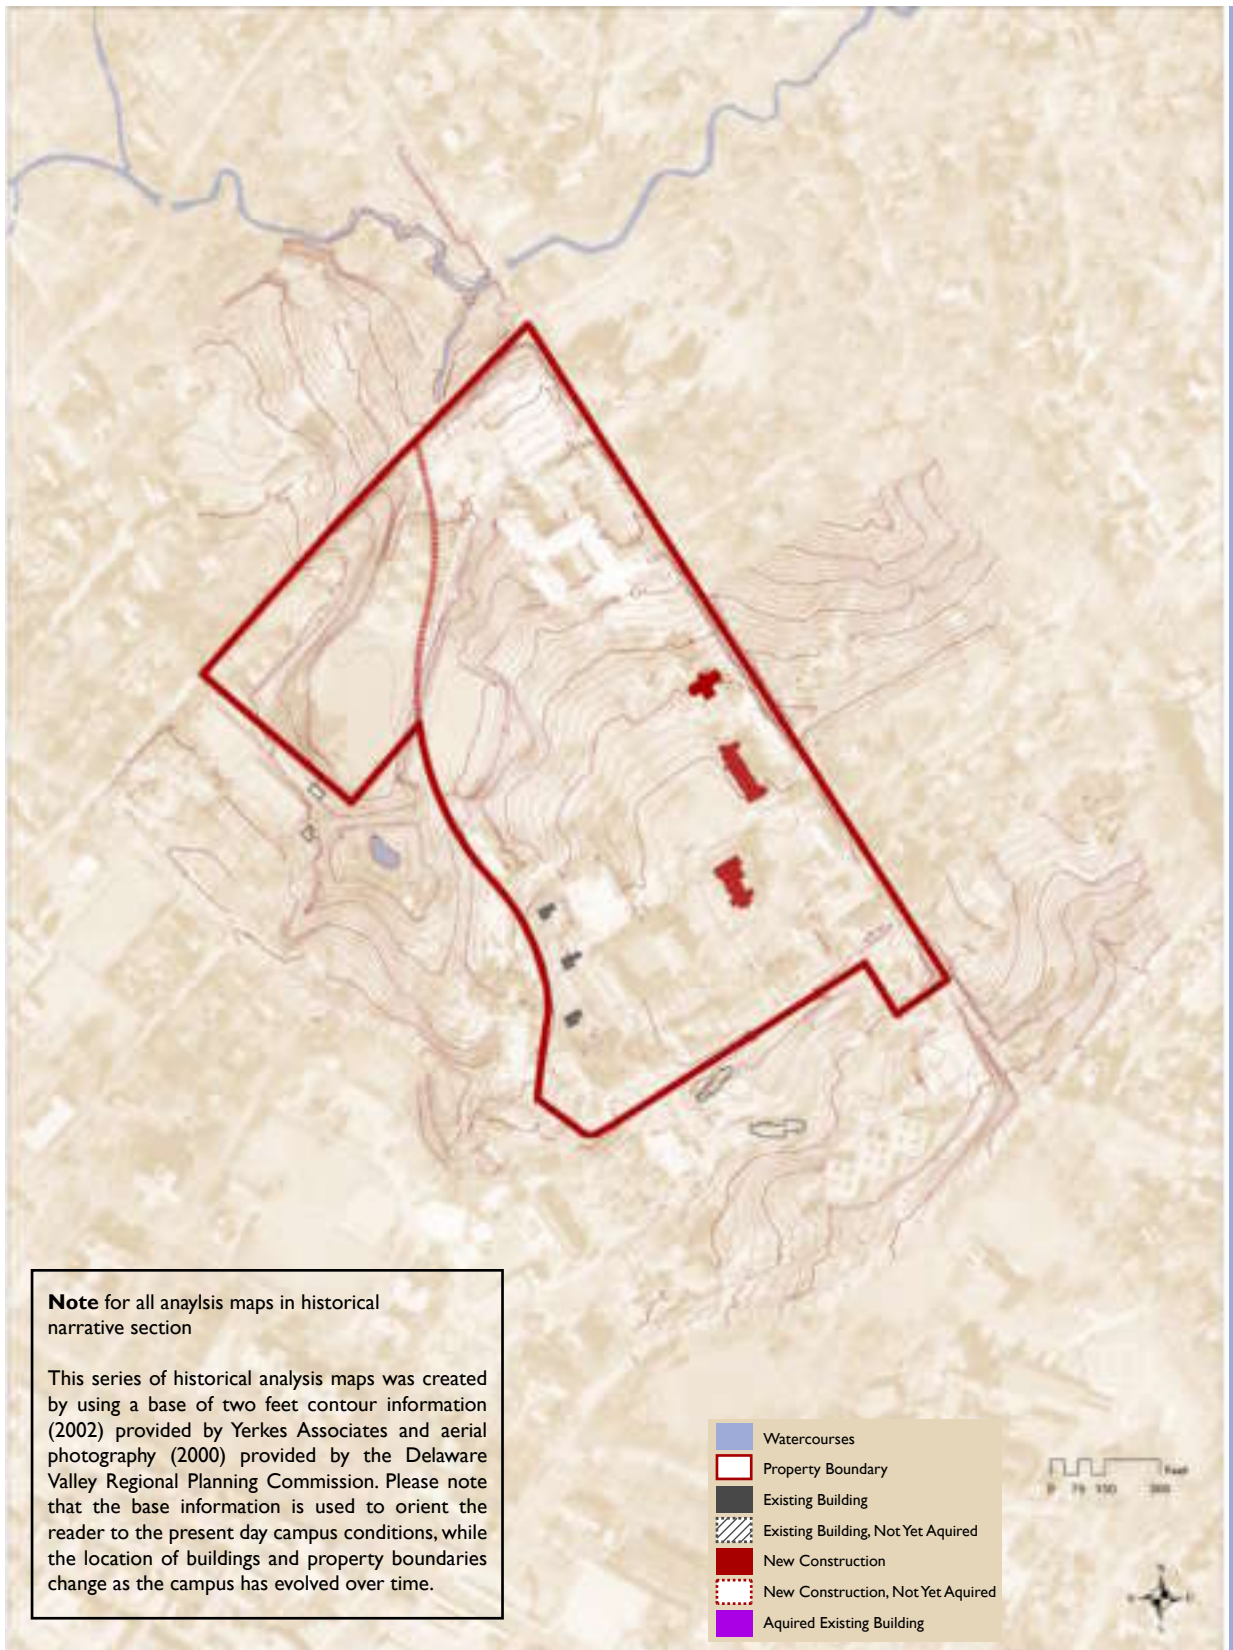 Note for all anaylsis maps in historical
narrative section
This series of historical analysis maps was created
by using a base of two feet contour information
(2002) provided by Yerkes Associates and aerial
photography (2000) provided by the Delaware
Valley Regional Planning Commission. Please note
that the base information is used to orient the
reader to the present day campus conditions, while
the location of buildings and property boundaries
change as the campus has evolved over time.
Watercourses
Property Boundary
Existing Building
Existing Building, Not Yet Aquired
New Construction
New Construction, Not Yet Aquired
Aquired Existing Building
Feet
0 75 150 300